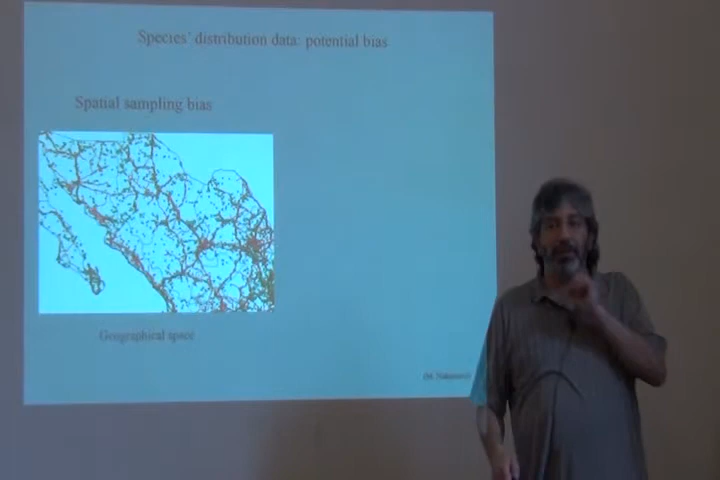 Species' distribution data: potential bias
Spatial sampling bias
Geographical space